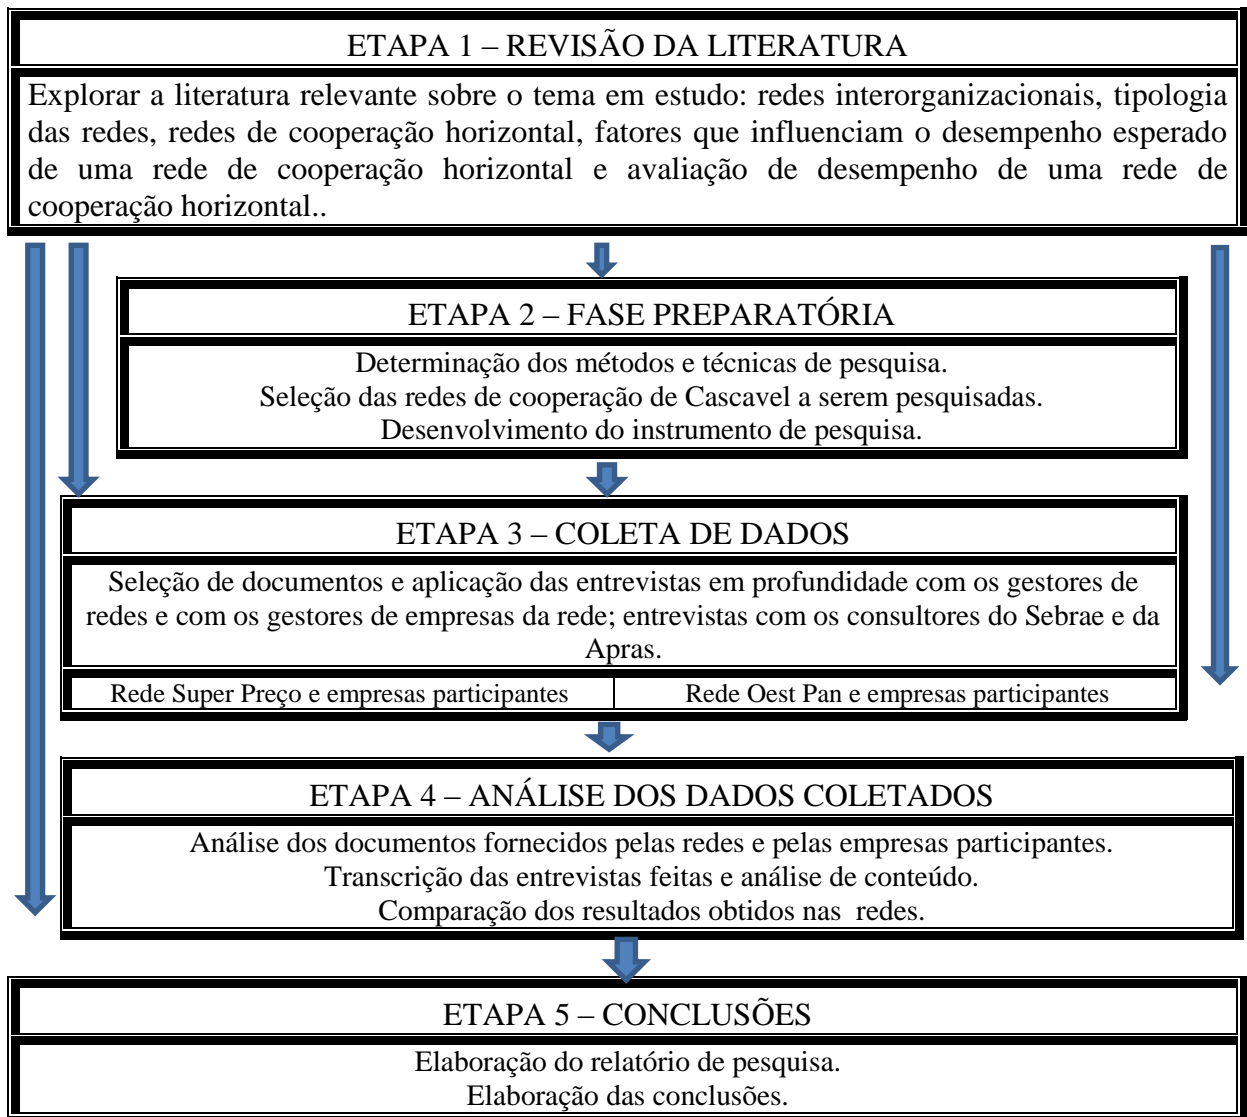 ETAPA 1 – REVISÃO DA LITERATURA
Explorar a literatura relevante sobre o tema em estudo: redes interorganizacionais, tipologia
das redes, redes de cooperação horizontal, fatores que influenciam o desempenho esperado
de uma rede de cooperação horizontal e avaliação de desempenho de uma rede de
cooperação horizontal..
ETAPA 2 – FASE PREPARATÓRIA
Determinação dos métodos e técnicas de pesquisa.
Seleção das redes de cooperação de Cascavel a serem pesquisadas.
Desenvolvimento do instrumento de pesquisa.
ETAPA 3 – COLETA DE DADOS
Seleção de documentos e aplicação das entrevistas em profundidade com os gestores de
redes e com os gestores de empresas da rede; entrevistas com os consultores do Sebrae e da
Apras.
Rede Super Preço e empresas participantes
Rede Oest Pan e empresas participantes
ETAPA 4 – ANÁLISE DOS DADOS COLETADOS
Análise dos documentos fornecidos pelas redes e pelas empresas participantes.
Transcrição das entrevistas feitas e análise de conteúdo.
Comparação dos resultados obtidos nas  redes.
ETAPA 5 – CONCLUSÕES
Elaboração do relatório de pesquisa.
Elaboração das conclusões.